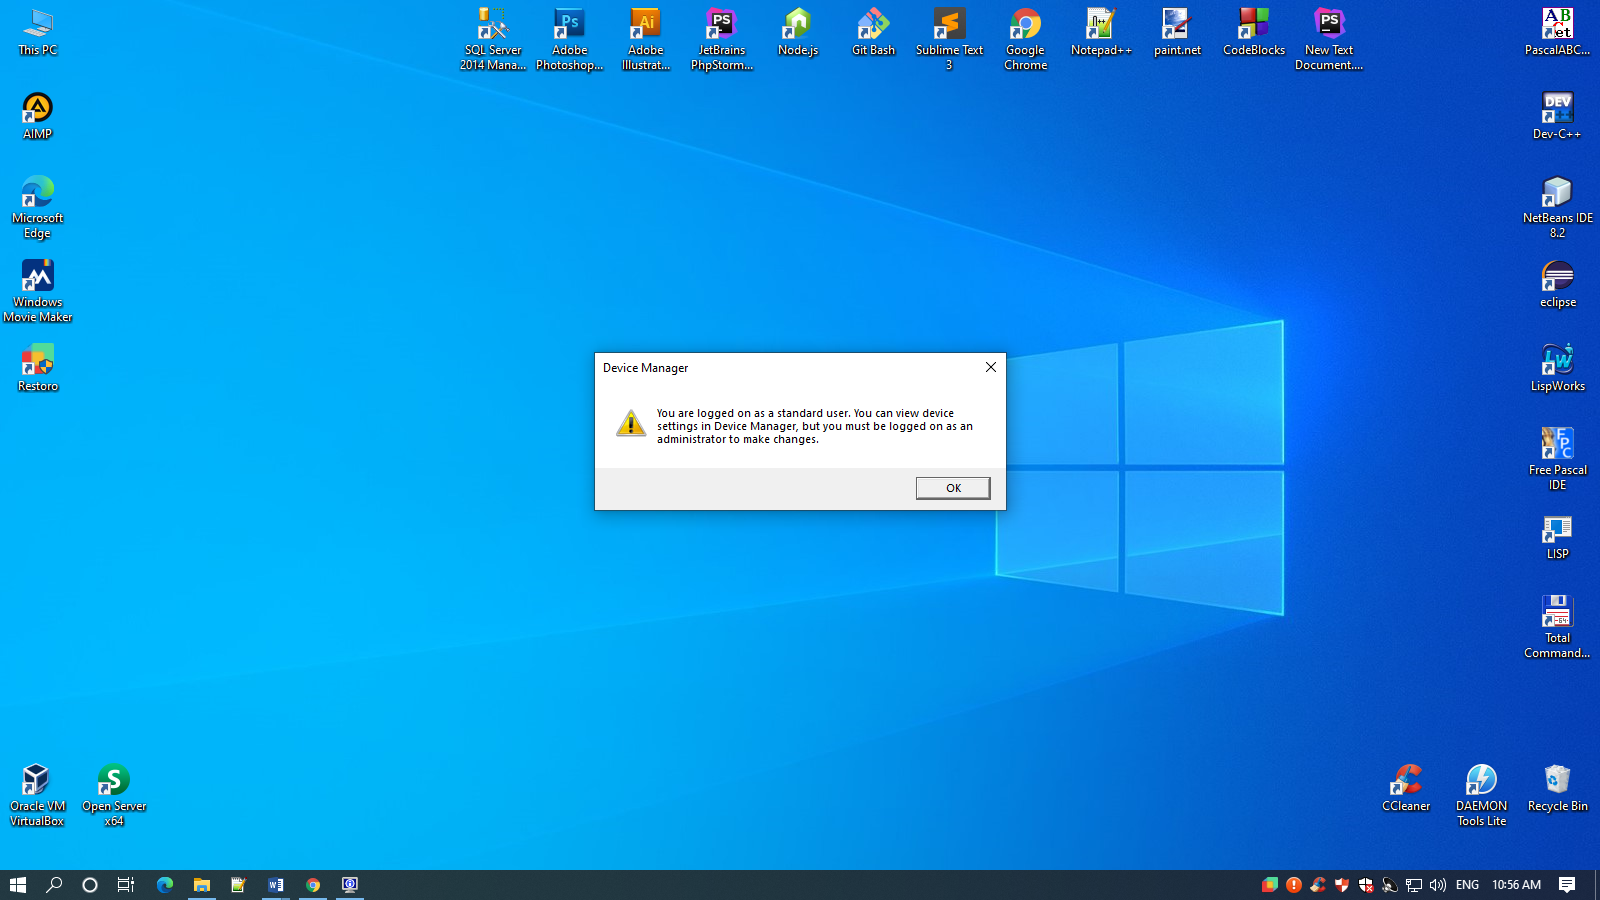 This PC
SQL Server
2014 Mana...
Adobe
Photoshop...
Adobe
Illustrat...
JetBrains
PhpStorm...
Node.js
Git Bash
Sublime Text
3
Google
Chrome
Notepad++
paint.net
CodeBlocks
New Text
Document....
PascalABC...
AIMP
Dev-C++
Microsoft
Edge
NetBeans IDE
8.2
Windows
Movie Maker
eclipse
Restoro
LispWorks
Device Manager
You are logged on as a standard user. You can view device
settings in Device Manager, but you must be logged on as an
administrator to make changes.
OK
Free Pascal
IDE
LISP
Total
Command...
Oracle VM
VirtualBox
Open Server
x64
CCleaner
DAEMON
Tools Lite
Recycle Bin
ENG
10:56 AM